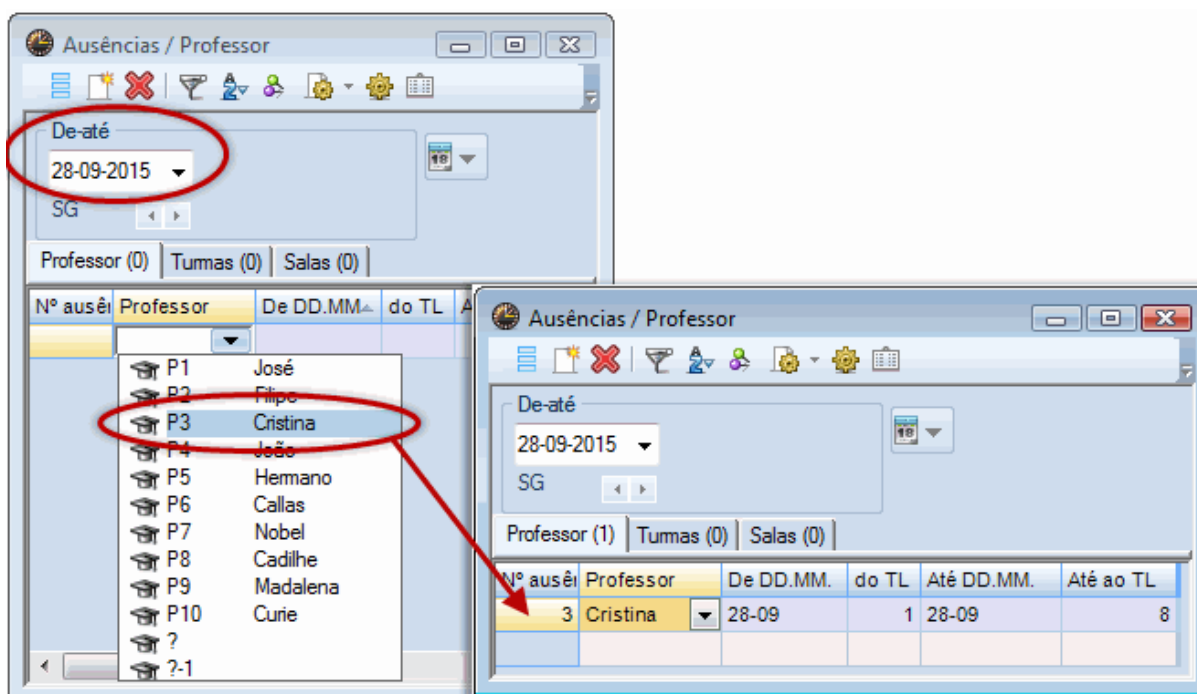 Ausências / Professor
De-até
28-09-2015
18
SG
Professor (0) Turmas (0) Salas (0)
Nº ausêr Professor De DD.MM. do TL A
P1 José
P2 Filipe
P3 Cristina
P4 João
P5 Hermano
P6 Callas
P7 Nobel
P8 Cadilhe
P9 Madalena
P10 Curie
?
?-1
Ausências / Professor
De-até
28-09-2015
18
SG
Professor (1) Turmas (0) Salas (0)
Nº ausêr Professor De DD.MM. do TL Até DD.MM. Até ao TL
3 Cristina 28-09 1 28-09 8